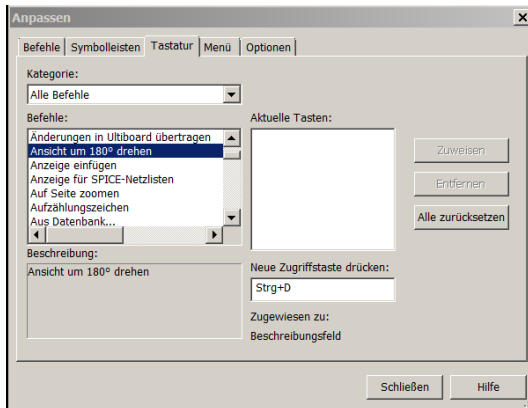 Anpassen
Befehle Symbolleisten Tastatur Menü Optionen
Kategorie:
Alle Befehle
Befehle:
Änderungen in Ultiboard übertragen
Ansicht um 180° drehen
Anzeige einfügen
Anzeige für SPICE-Netzlisten
Auf Seite zoomen
Aufzählungszeichen
Aus Datenbank...
Beschreibung:
Ansicht um 180° drehen
Aktuelle Tasten:
Neue Zugriffstaste drücken:
Strg+D
Zugewiesen zu:
Beschreibungsfeld
Zuweisen
Entfernen
Alle zurücksetzen
Schließen Hilfe